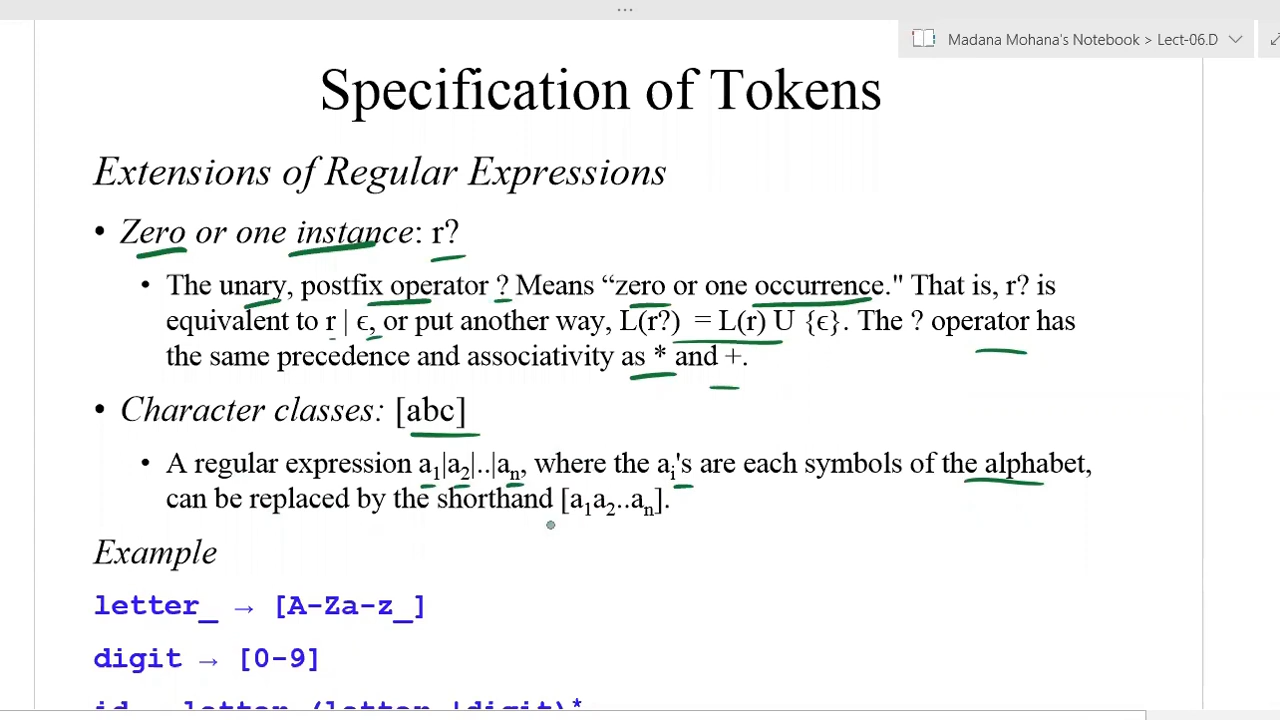 ...
Madana Mohana's Notebook > Lect-06.D
Specification of Tokens
Extensions of Regular Expressions
• Zero or one instance: r?
• The unary, postfix operator ? Means “zero or one occurrence." That is, r? is
equivalent to r | ϵ, or put another way, L(r?) = L(r) U {ϵ}. The ? operator has
the same precedence and associativity as * and +.
• Character classes: [abc]
• A regular expression a₁|a₂|..|aₙ, where the aᵢ's are each symbols of the alphabet,
can be replaced by the shorthand [a₁a₂..aₙ].
Example
letter_ → [A-Za-z_]
digit → [0-9]